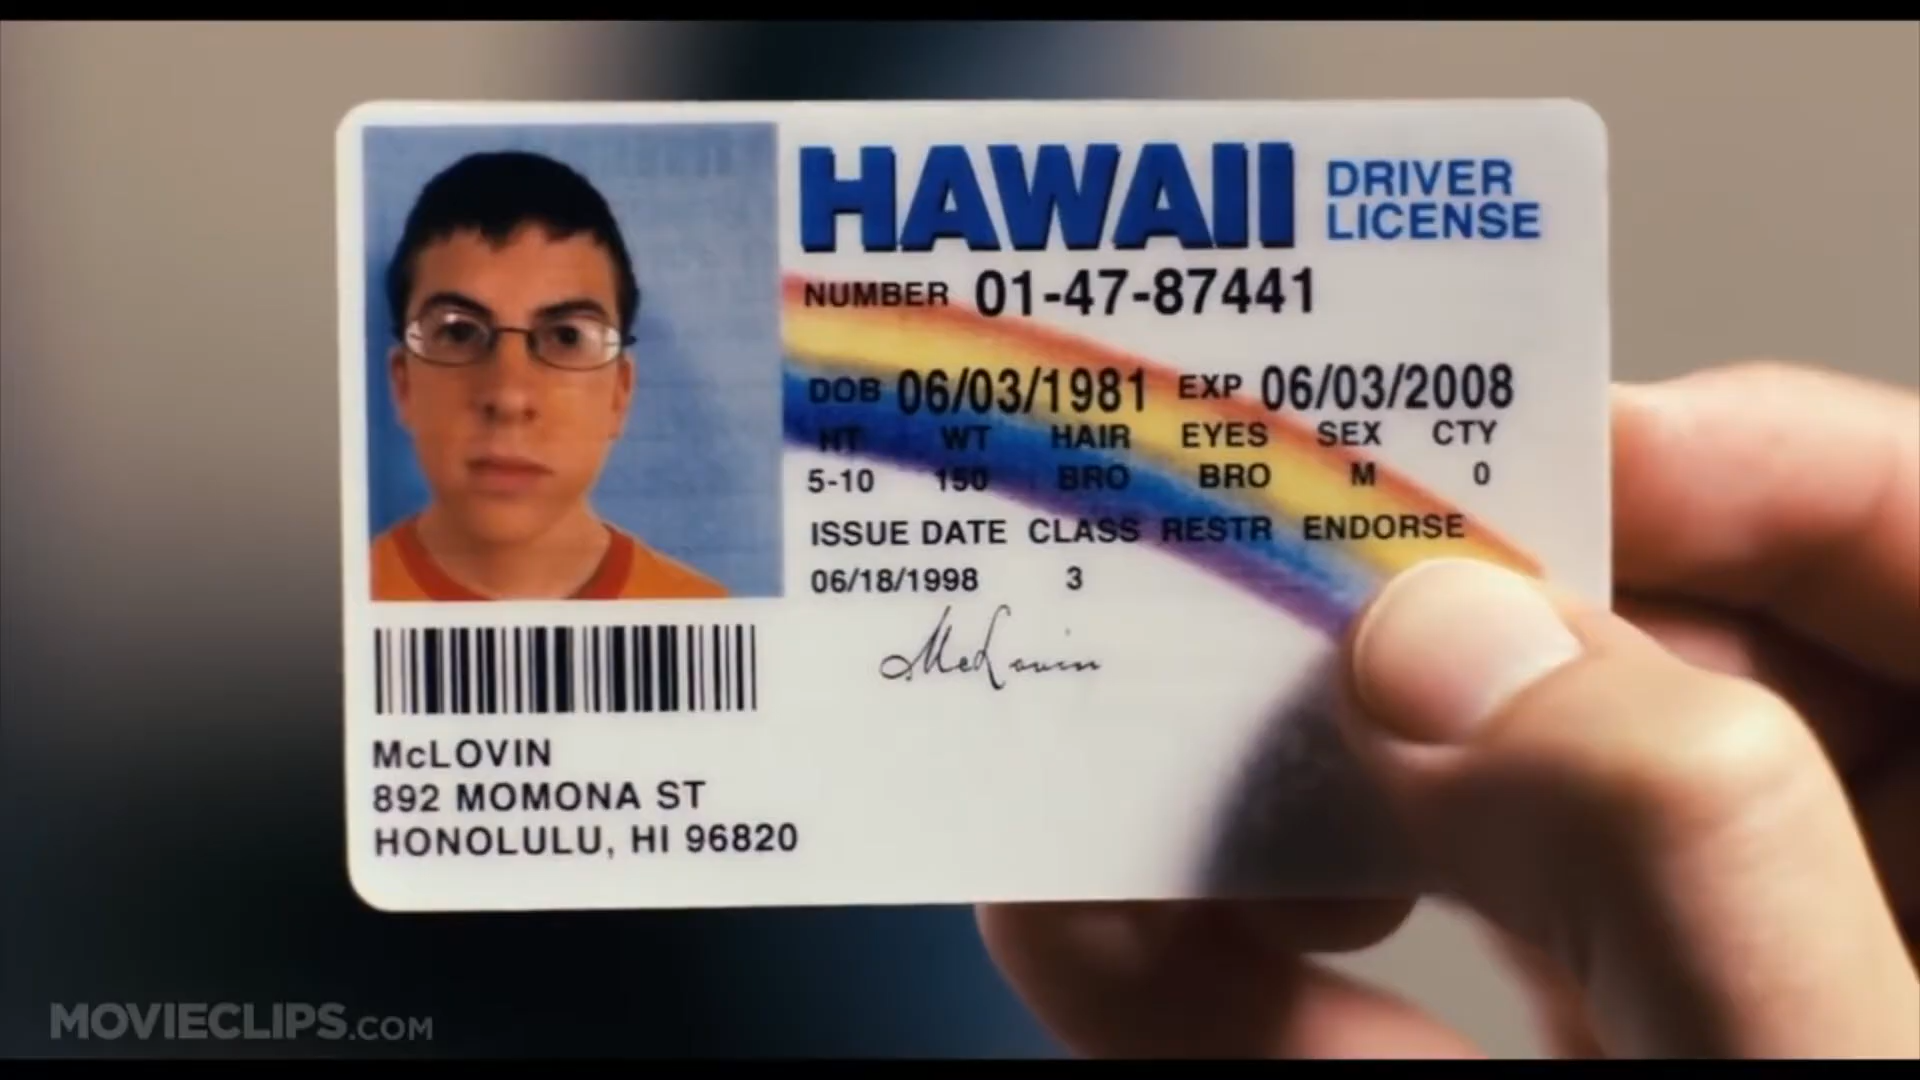 HAWAII DRIVER LICENSE
NUMBER 01-47-87441
DOB 06/03/1981 EXP 06/03/2008
HT WT HAIR EYES SEX CTY
5-10 150 BRO BRO M 0
ISSUE DATE CLASS RESTR ENDORSE
06/18/1998 3
McLovin
McLOVIN
892 MOMONA ST
HONOLULU, HI 96820
MOVIECLIPS.COM